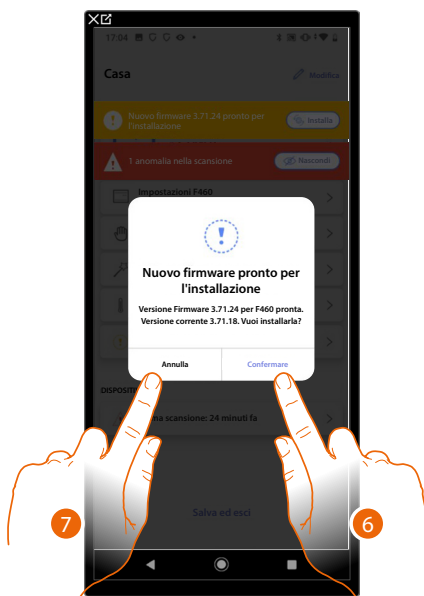 17:04
Casa
Modifica
Nuovo firmware 3.71.24 pronto per
l'installazione
Installa
1 anomalia nella scansione
Nascondi
Impostazioni F460
Nuovo firmware pronto per
l'installazione
Versione Firmware 3.71.24 per F460 pronta.
Versione corrente 3.71.18. Vuoi installarla?
Annulla
Confermare
scansione: 24 minuti fa
Salva ed esci
7
6